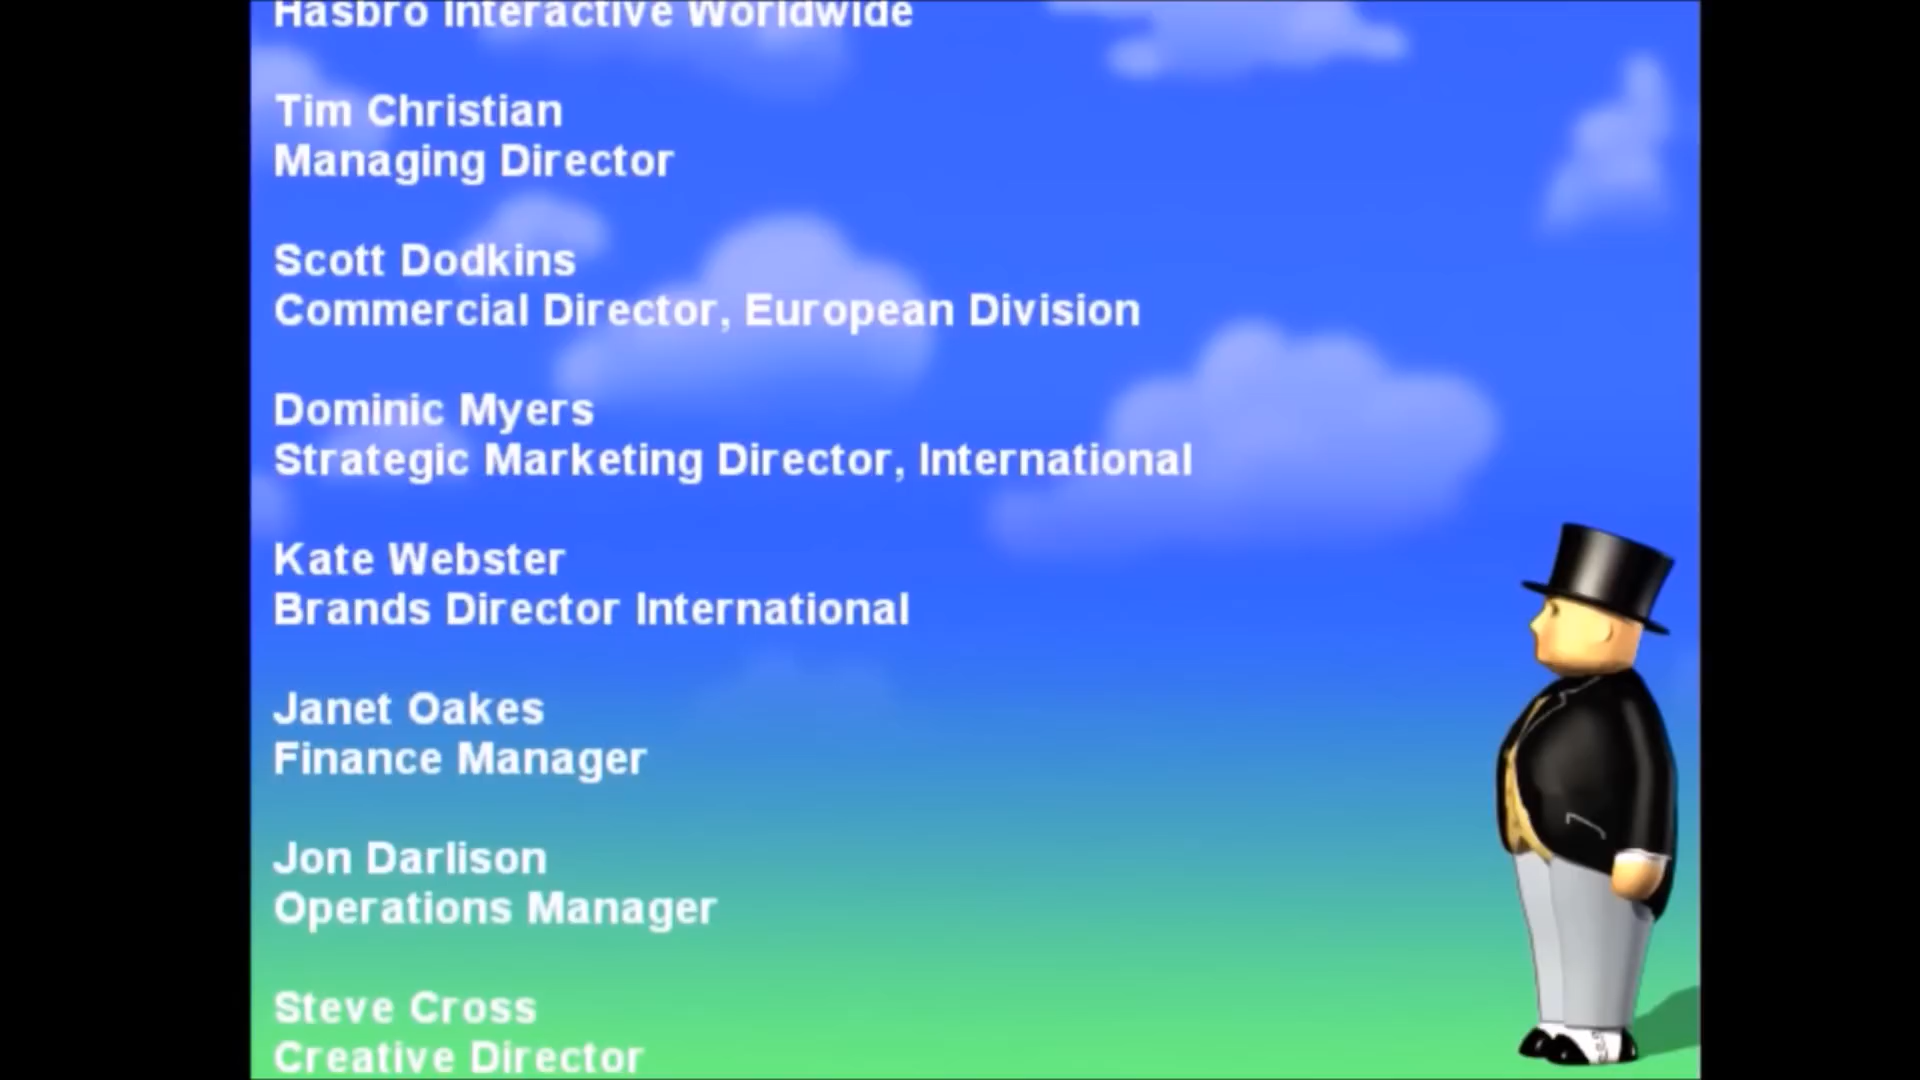 Hasbro Interactive Worldwide
Tim Christian
Managing Director
Scott Dodkins
Commercial Director, European Division
Dominic Myers
Strategic Marketing Director, International
Kate Webster
Brands Director International
Janet Oakes
Finance Manager
Jon Darlison
Operations Manager
Steve Cross
Creative Director